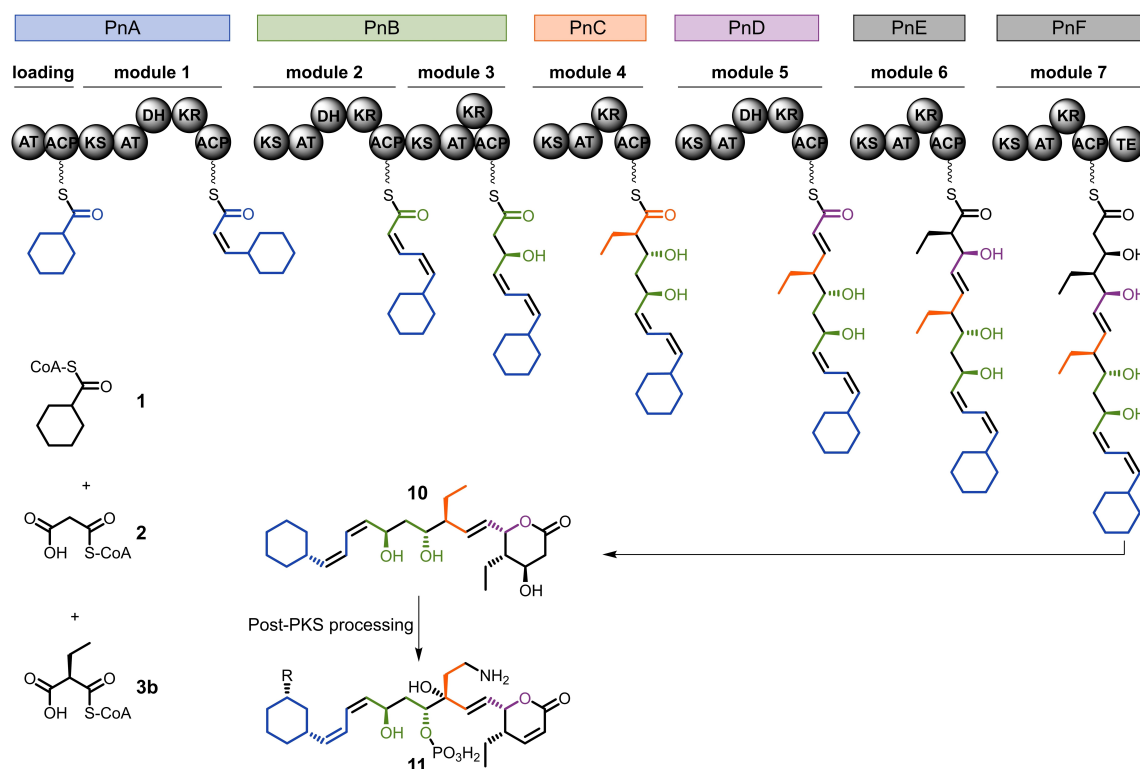 PnA PnB PnC PnD PnE PnF
loading module 1 module 2 module 3 module 4 module 5 module 6 module 7
DH KR DH KR KR KR DH KR KR KR
AT ACP KS AT ACP KS AT ACP KS AT ACP KS AT ACP KS AT ACP KS AT ACP KS AT ACP TE
S S S S S S S S
O O O O O O O O
OH OH OH OH OH
OH OH OH OH
OH OH
OH
CoA-S
O
1
+
O O
OH S-CoA
2
+
O O
OH S-CoA
3b
10
OH OH O O
OH
Post-PKS processing
R
HO NH2
OH O O O
PO3H2
11